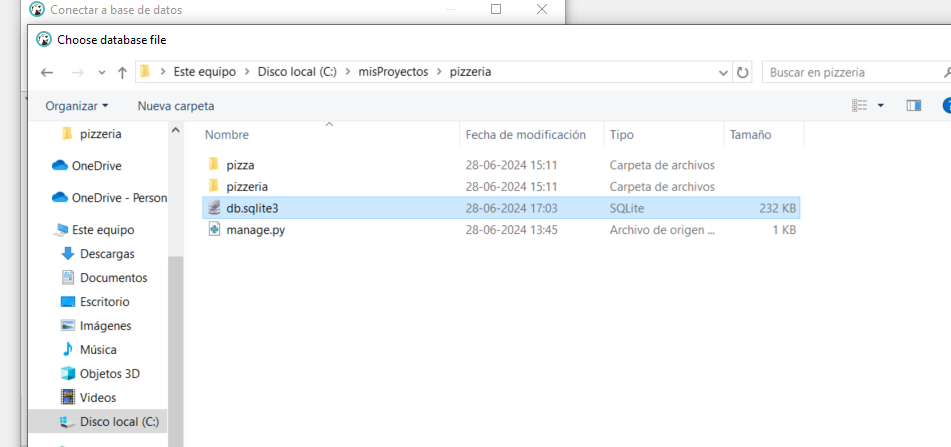 Conectar a base de datos
Choose database file
Este equipo > Disco local (C:) > misProyectos > pizzeria
Buscar en pizzeria
Organizar
Nueva carpeta
pizzeria
OneDrive
OneDrive - Person
Este equipo
Descargas
Documentos
Escritorio
Imágenes
Música
Objetos 3D
Videos
Disco local (C:)
Nombre Fecha de modificación Tipo Tamaño
pizza 28-06-2024 15:11 Carpeta de archivos
pizzeria 28-06-2024 15:11 Carpeta de archivos
db.sqlite3 28-06-2024 17:03 SQLite 232 KB
manage.py 28-06-2024 13:45 Archivo de origen ... 1 KB